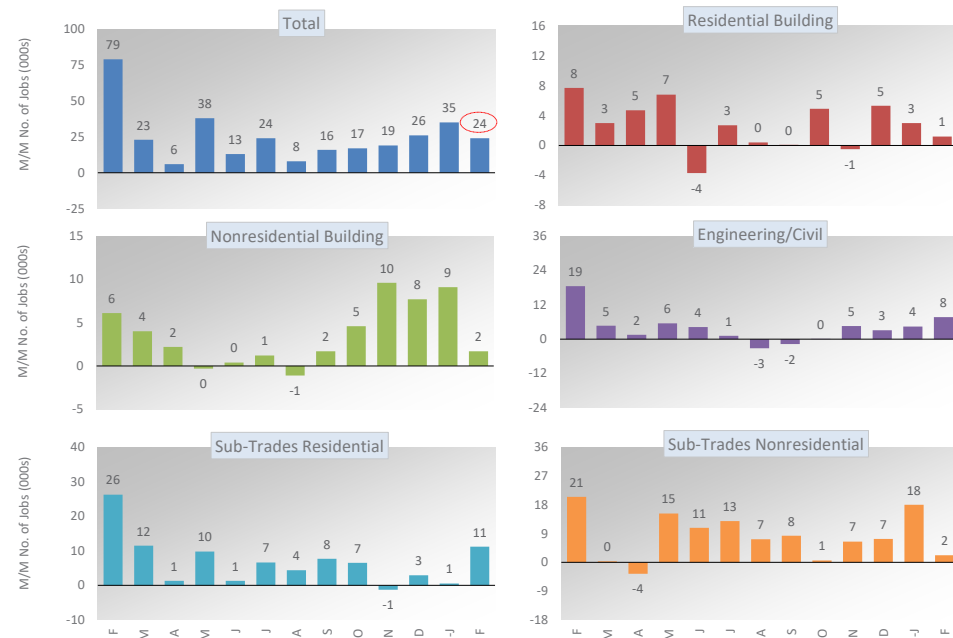 Total
M/M No. of Jobs (000s)
100
75
50
25
0
-25
79 23 6 38 13 24 8 16 17 19 26 35 24
Residential Building
16
12
8
4
0
-4
-8
8 3 5 7 -4 3 0 0 5 -1 5 3 1
Nonresidential Building
M/M No. of Jobs (000s)
15
10
5
0
-5
6 4 2 0 0 1 -1 2 5 10 8 9 2
Engineering/Civil
36
24
12
0
-12
-24
19 5 2 6 4 1 -3 -2 0 5 3 4 8
Sub-Trades Residential
M/M No. of Jobs (000s)
40
30
20
10
0
-10
26 12 1 10 1 7 4 8 7 -1 3 1 11
F M A M J J A S O N D -J F
Sub-Trades Nonresidential
36
27
18
9
0
-9
-18
21 0 -4 15 11 13 7 8 1 7 7 18 2
F M A M J J A S O N D -J F